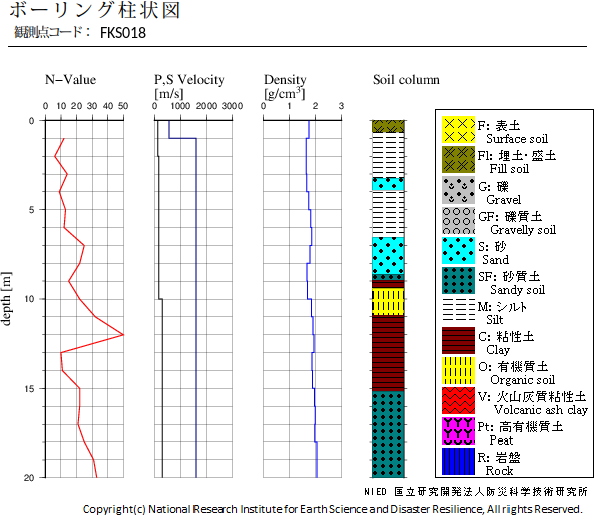 ボーリング柱状図
観測点コード： FKS018
N−Value P,S Velocity Density Soil column
[m/s] [g/cm3]
0 10 20 30 40 50 0 1000 2000 3000 0 1 2 3
0
5
10
15
20
depth [m]
F: 表土
Surface soil
Fl: 埋土・盛土
Fill soil
G: 礫
Gravel
GF: 礫質土
Gravelly soil
S: 砂
Sand
SF: 砂質土
Sandy soil
M: シルト
Silt
C: 粘性土
Clay
O: 有機質土
Organic soil
V: 火山灰質粘性土
Volcanic ash clay
Pt: 高有機質土
Peat
R: 岩盤
Rock
NIED 国立研究開発法人防災科学技術研究所
Copyright(c) National Research Institute for Earth Science and Disaster Resilience, All rights Reserved.